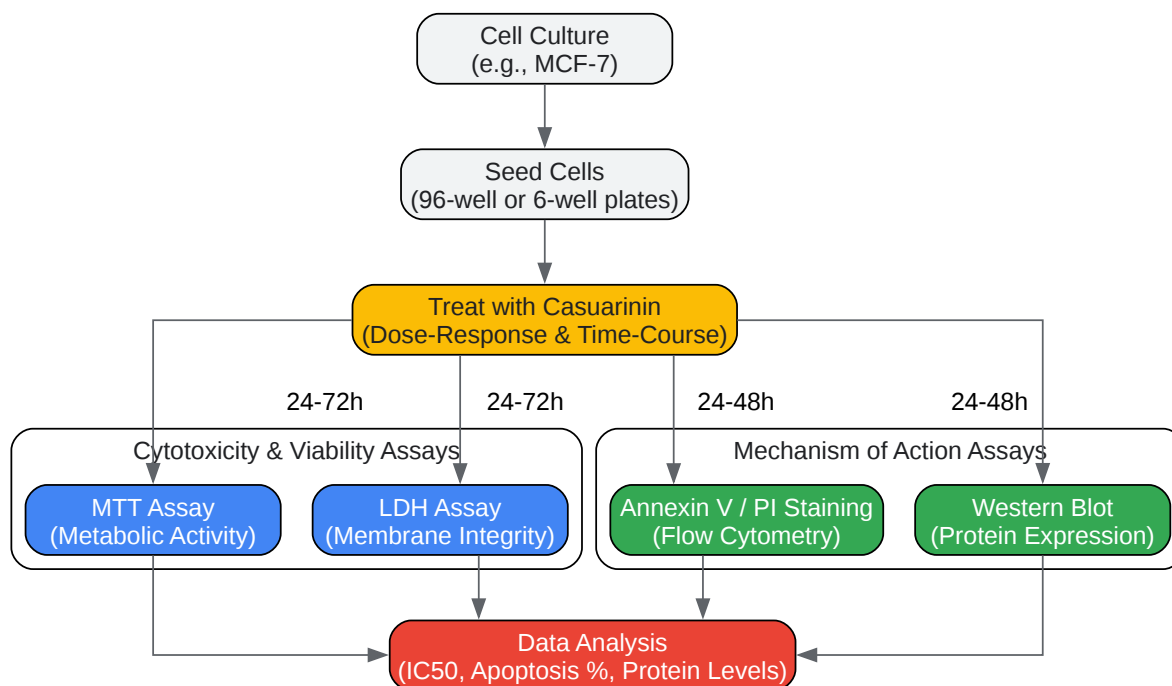 Cell Culture
(e.g., MCF-7)
Seed Cells
(96-well or 6-well plates)
Treat with Casuarinin
(Dose-Response & Time-Course)
24-72h
24-72h
24-48h
24-48h
Cytotoxicity & Viability Assays
Mechanism of Action Assays
MTT Assay
(Metabolic Activity)
LDH Assay
(Membrane Integrity)
Annexin V / PI Staining
(Flow Cytometry)
Western Blot
(Protein Expression)
Data Analysis
(IC50, Apoptosis %, Protein Levels)